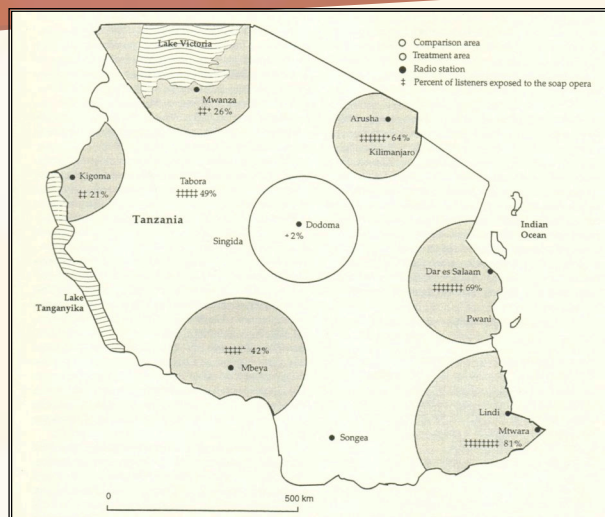 Lake Victoria
Mwanza
‡‡⁺ 26%
Comparison area
Treatment area
Radio station
‡ Percent of listeners exposed to the soap opera
Arusha
‡‡‡‡‡‡⁺64%
Kilimanjaro
Kigoma
‡‡ 21%
Tabora
‡‡‡‡‡ 49%
Tanzania
Singida
Dodoma
⁺2%
Indian
Ocean
Dar es Salaam
‡‡‡‡‡‡‡ 69%
Pwani
Lake
Tanganyika
‡‡‡‡⁺ 42%
Mbeya
Songea
Lindi
Mtwara
‡‡‡‡‡‡‡‡ 81%
0
500 km